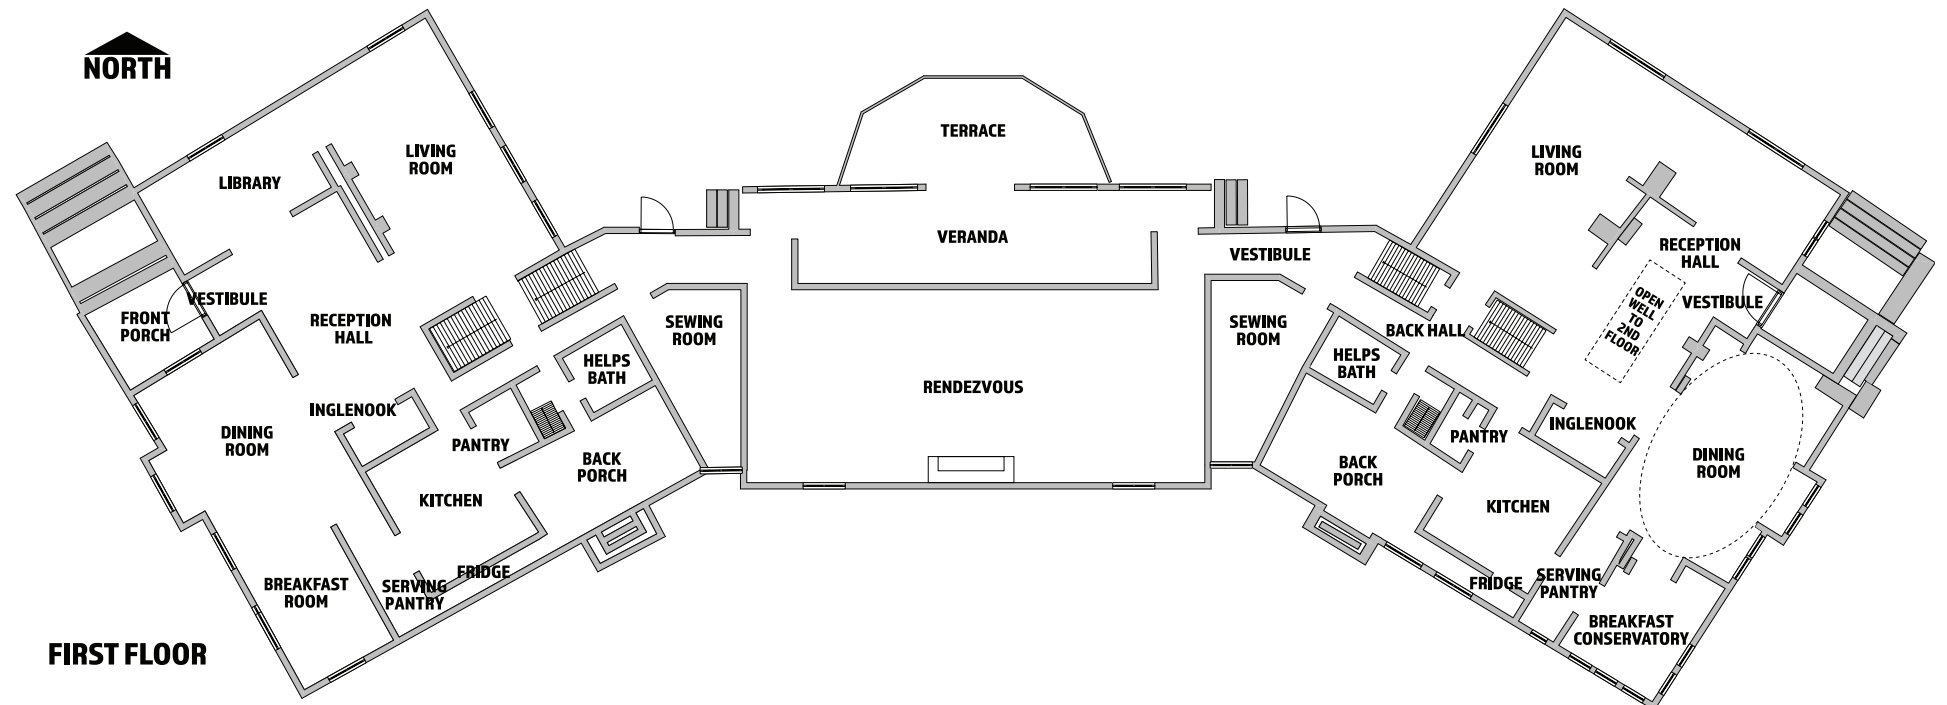 NORTH
LIBRARY
LIVING
ROOM
VESTIBULE
FRONT
PORCH
RECEPTION
HALL
INGLENOOK
DINING
ROOM
HELPS
BATH
PANTRY
BACK
PORCH
KITCHEN
FRIDGE
SERVING
PANTRY
BREAKFAST
ROOM
FIRST FLOOR
SEWING
ROOM
TERRACE
VERANDA
RENDEZVOUS
VESTIBULE
SEWING
ROOM
BACK HALL
HELPS
BATH
LIVING
ROOM
RECEPTION
HALL
OPEN
WELL
TO
2ND
FLOOR
VESTIBULE
INGLENOOK
PANTRY
DINING
ROOM
BACK
PORCH
KITCHEN
FRIDGE
SERVING
PANTRY
BREAKFAST
CONSERVATORY